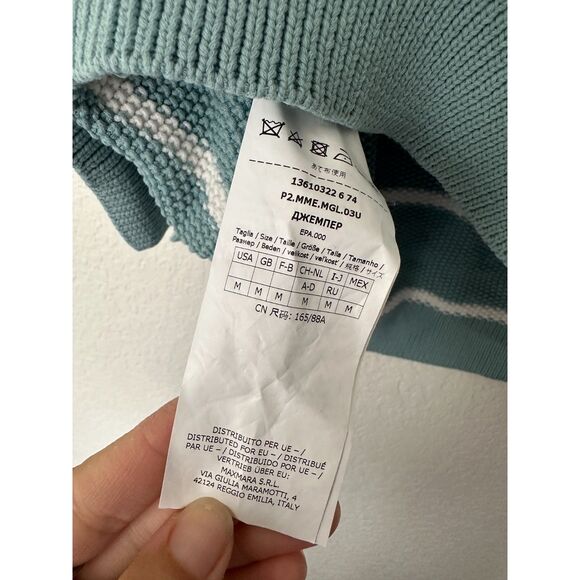 あて布使用
13610322 6 74
P2.MME.MGL.03U
ДЖЕМПЕР
EPA.000
Taglia / Size / Taille / Größe / Talla / Tamanho /
Размер / Beden / velikost / veľkosť / 规格 / サイズ
USA GB F-B CH-NL I-J MEX
A-D RU
M M M M M M
CN 尺码: 165/88A
DISTRIBUITO PER UE - /
DISTRIBUTED FOR EU - / DISTRIBUÉ
PAR UE - / DISTRIBUIDO POR UE - /
VERTRIEB ÜBER EU:
MAXMARA S.R.L.
VIA GIULIA MARAMOTTI, 4
42124 REGGIO EMILIA, ITALY